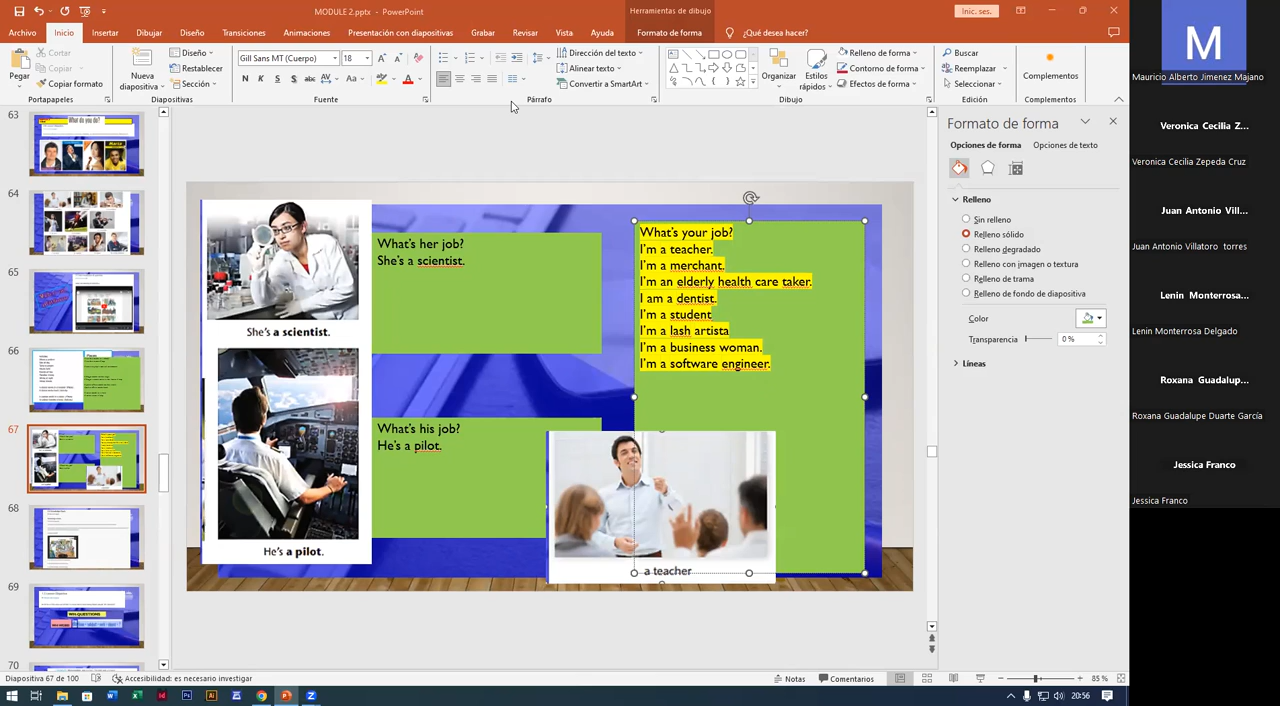 MODULE 2.pptx - PowerPoint
Herramientas de dibujo
Inic. ses.
Archivo
Inicio
Insertar
Dibujar
Diseño
Transiciones
Animaciones
Presentación con diapositivas
Grabar
Revisar
Vista
Ayuda
Formato de forma
¿Qué desea hacer?
Pegar
Cortar
Copiar
Copiar formato
Portapapeles
Nueva diapositiva
Diseño
Restablecer
Sección
Diapositivas
Gill Sans MT (Cuerpo)
18
N K S S abc AV Aa
Fuente
Dirección del texto
Alinear texto
Convertir a SmartArt
Párrafo
Organizar
Estilos rápidos
Relleno de forma
Contorno de forma
Efectos de forma
Dibujo
Buscar
Reemplazar
Seleccionar
Edición
Complementos
Complementos
63
What do you do?
64
65
66
67
68
69
WH QUESTIONS
70
What's her job?
She's a scientist.
She's a scientist.
What's his job?
He's a pilot.
He's a pilot.
What's your job?
I'm a teacher.
I'm a merchant.
I'm an elderly health care taker.
I am a dentist.
I'm a student
I'm a lash artista
I'm a business woman.
I'm a software engineer.
a teacher
Formato de forma
Opciones de forma
Opciones de texto
Relleno
Sin relleno
Relleno sólido
Relleno degradado
Relleno con imagen o textura
Relleno de trama
Relleno de fondo de diapositiva
Color
Transparencia
0 %
Líneas
M
Mauricio Alberto Jimenez Majano
Veronica Cecilia Z...
Veronica Cecilia Zepeda Cruz
Juan Antonio Vill...
Juan Antonio Villatoro torres
Lenin Monterrosa...
Lenin Monterrosa Delgado
Roxana Guadalup...
Roxana Guadalupe Duarte García
Jessica Franco
Jessica Franco
Diapositiva 67 de 100
Accesibilidad: es necesario investigar
Notas
Comentarios
85 %
20:56